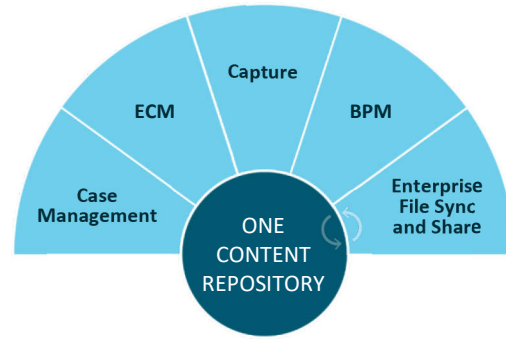 Capture
ECM
BPM
Case
Management
Enterprise
File Sync
and Share
ONE
CONTENT
REPOSITORY